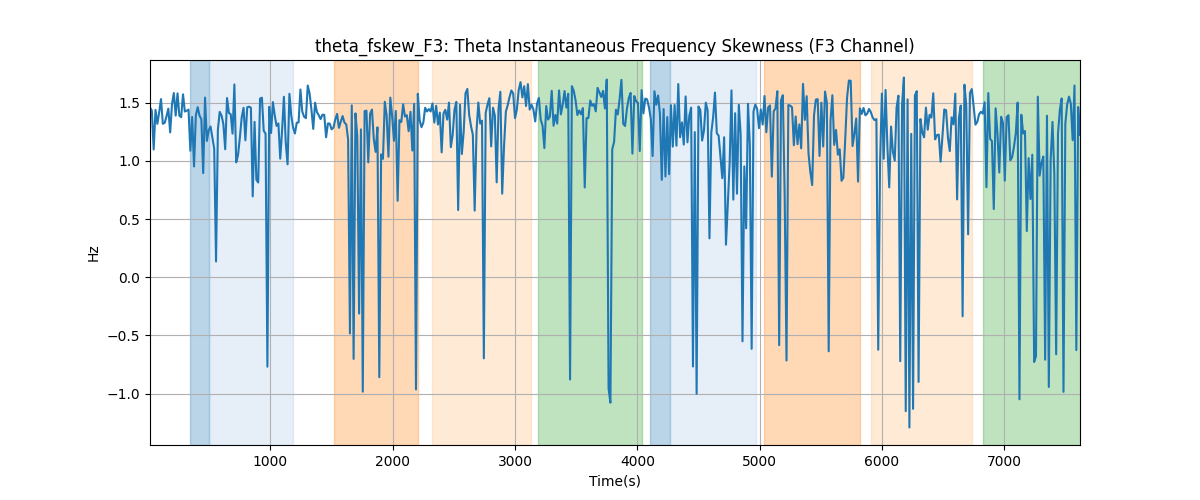 theta_fskew_F3: Theta Instantaneous Frequency Skewness (F3 Channel)
1.5
1.0
0.5
0.0
−0.5
−1.0
Hz
1000 2000 3000 4000 5000 6000 7000
Time(s)